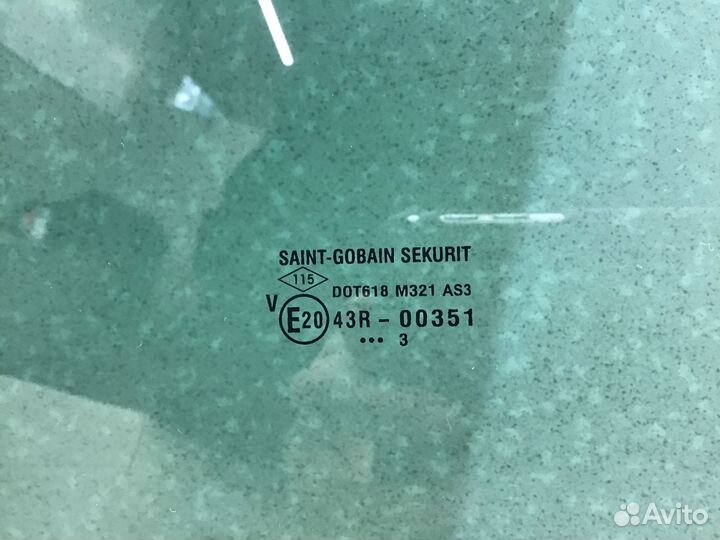 SAINT-GOBAIN SEKURIT
115
DOT618 M321 AS3
V E20 43R - 00351
••• 3
Avito